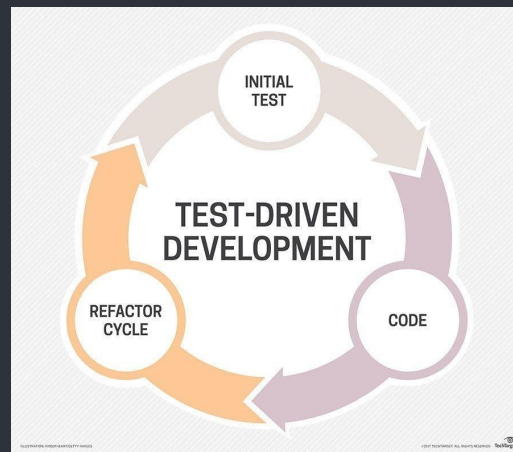 INITIAL
TEST
TEST-DRIVEN
DEVELOPMENT
REFACTOR
CYCLE
CODE